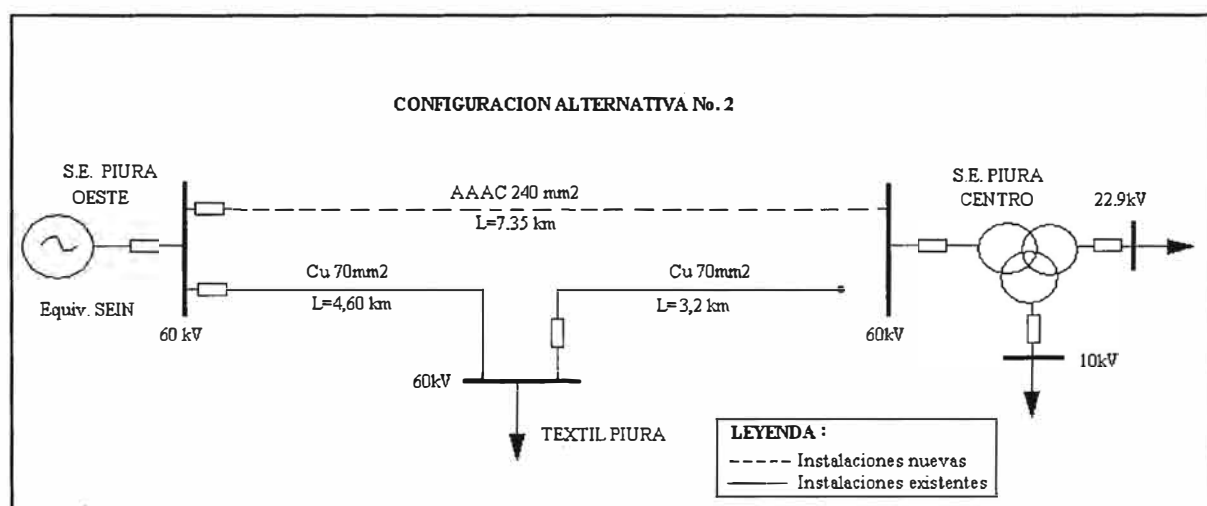 CONFIGURACION ALTERNATIVA No. 2
S.E. PIURA
OESTE
AAAC 240 mm2
L=7.35 km
S.E. PIURA
CENTRO
22.9kV
Cu 70mm2
L=4,60 km
Cu 70mm2
L=3,2 km
Equiv. SEIN
60 kV
60kV
60kV
10kV
TEXTIL PIURA
LEYENDA :
Instalaciones nuevas
Instalaciones existentes